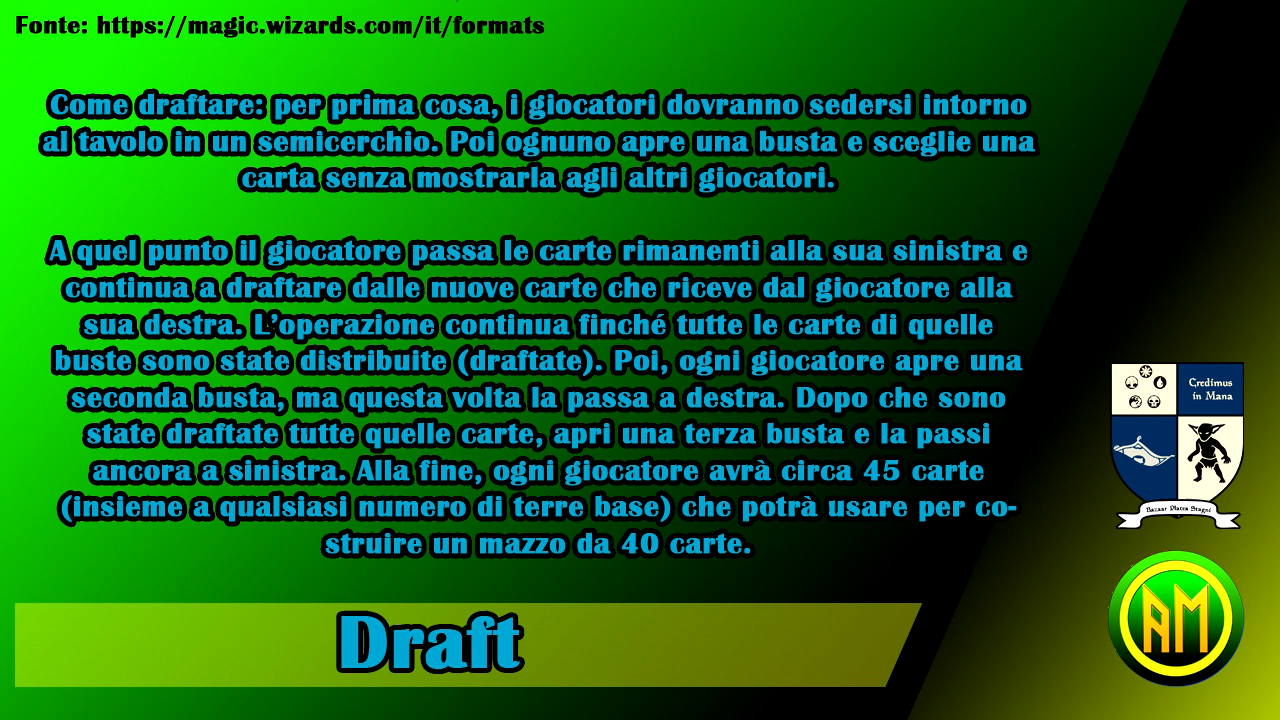 Fonte: https://magic.wizards.com/it/formats
Come draftare: per prima cosa, i giocatori dovranno sedersi intorno
al tavolo in un semicerchio. Poi ognuno apre una busta e sceglie una
carta senza mostrarla agli altri giocatori.
A quel punto il giocatore passa le carte rimanenti alla sua sinistra e
continua a draftare dalle nuove carte che riceve dal giocatore alla
sua destra. L’operazione continua finché tutte le carte di quelle
buste sono state distribuite (draftate). Poi, ogni giocatore apre una
seconda busta, ma questa volta la passa a destra. Dopo che sono
state draftate tutte quelle carte, apri una terza busta e la passi
ancora a sinistra. Alla fine, ogni giocatore avrà circa 45 carte
(insieme a qualsiasi numero di terre base) che potrà usare per co-
struire un mazzo da 40 carte.
Credimus
in Mana
Bazaar Platea Stagni
AM
Draft